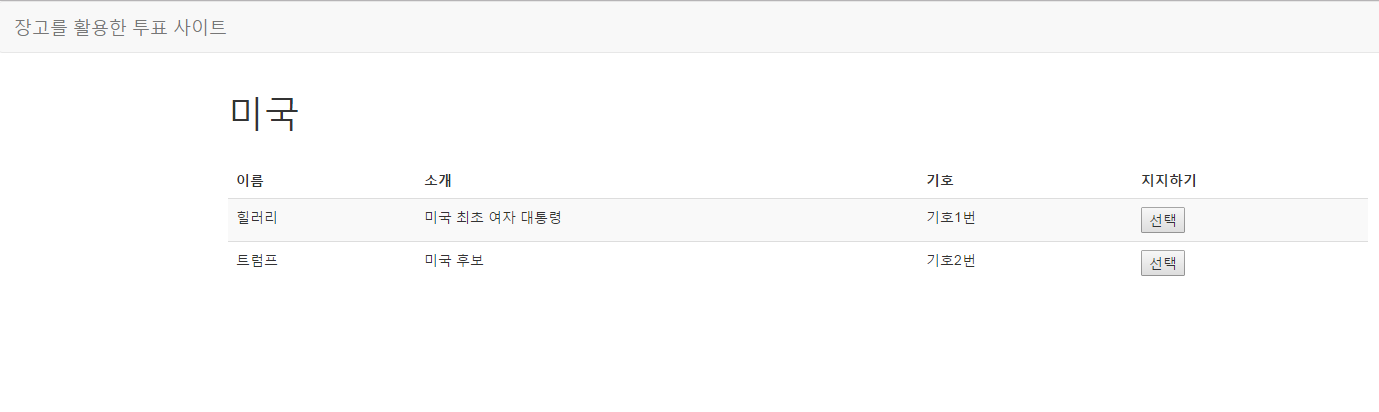 장고를 활용한 투표 사이트
미국
이름 소개 기호 지지하기
힐러리 미국 최초 여자 대통령 기호1번 선택
트럼프 미국 후보 기호2번 선택